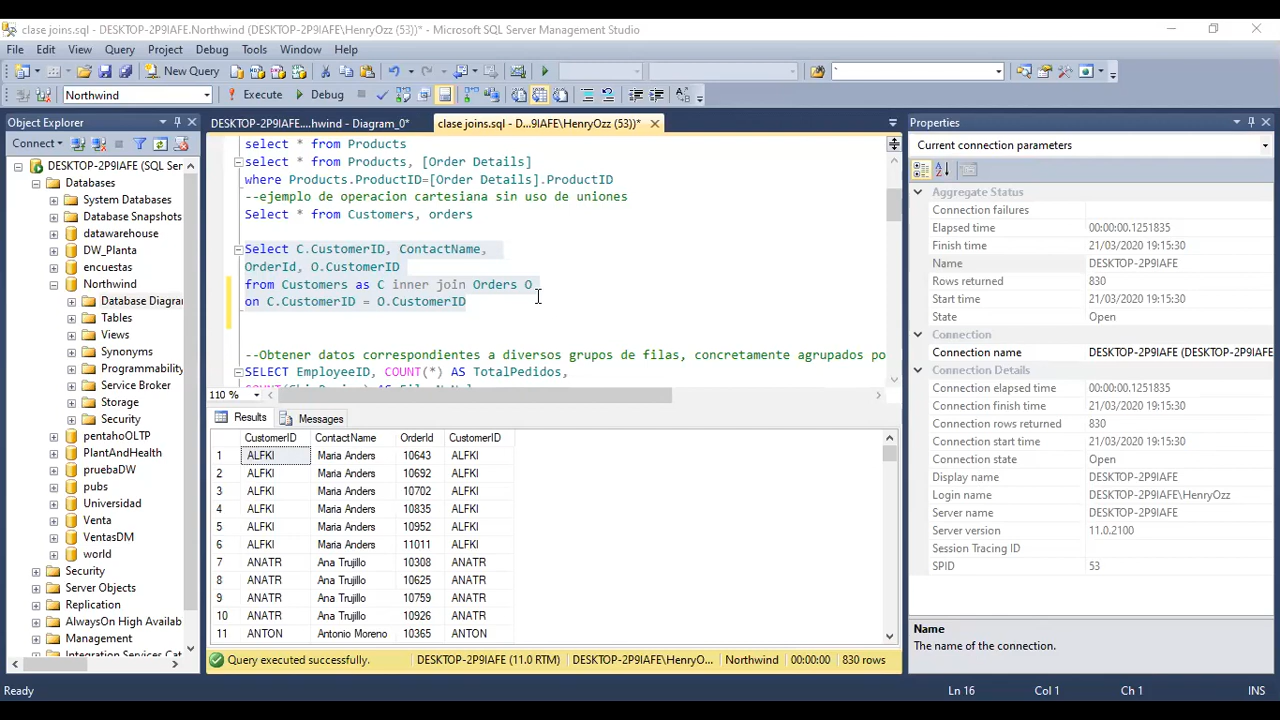 clase joins.sql - DESKTOP-2P9IAFE.Northwind (DESKTOP-2P9IAFE\HenryOzz (53))* - Microsoft SQL Server Management Studio
File Edit View Query Project Debug Tools Window Help
New Query
Northwind Execute Debug
Object Explorer
Connect
DESKTOP-2P9IAFE (SQL Ser
Databases
System Databases
Database Snapshots
datawarehouse
DW_Planta
encuestas
Northwind
Database Diagra
Tables
Views
Synonyms
Programmability
Service Broker
Storage
Security
pentahoOLTP
PlantAndHealth
pruebaDW
pubs
Universidad
Venta
VentasDM
world
Security
Server Objects
Replication
AlwaysOn High Availab
Management
Integration Services Cat
DESKTOP-2P9IAFE....hwind - Diagram_0* clase joins.sql - D...9IAFE\HenryOzz (53))*
select * from Products
select * from Products, [Order Details]
where Products.ProductID=[Order Details].ProductID
--ejemplo de operacion cartesiana sin uso de uniones
Select * from Customers, orders
Select C.CustomerID, ContactName,
OrderId, O.CustomerID
from Customers as C inner join Orders O
on C.CustomerID = O.CustomerID
--Obtener datos correspondientes a diversos grupos de filas, concretamente agrupados po
SELECT EmployeeID, COUNT(*) AS TotalPedidos,
110 %
Results Messages
CustomerID ContactName OrderId CustomerID
1 ALFKI Maria Anders 10643 ALFKI
2 ALFKI Maria Anders 10692 ALFKI
3 ALFKI Maria Anders 10702 ALFKI
4 ALFKI Maria Anders 10835 ALFKI
5 ALFKI Maria Anders 10952 ALFKI
6 ALFKI Maria Anders 11011 ALFKI
7 ANATR Ana Trujillo 10308 ANATR
8 ANATR Ana Trujillo 10625 ANATR
9 ANATR Ana Trujillo 10759 ANATR
10 ANATR Ana Trujillo 10926 ANATR
11 ANTON Antonio Moreno 10365 ANTON
Query executed successfully. DESKTOP-2P9IAFE (11.0 RTM) DESKTOP-2P9IAFE\HenryO... Northwind 00:00:00 830 rows
Properties
Current connection parameters
Aggregate Status
Connection failures
Elapsed time 00:00:00.1251835
Finish time 21/03/2020 19:15:30
Name DESKTOP-2P9IAFE
Rows returned 830
Start time 21/03/2020 19:15:30
State Open
Connection
Connection name DESKTOP-2P9IAFE (DESKTOP-2P9IAFE
Connection Details
Connection elapsed time 00:00:00.1251835
Connection finish time 21/03/2020 19:15:30
Connection rows returned 830
Connection start time 21/03/2020 19:15:30
Connection state Open
Display name DESKTOP-2P9IAFE
Login name DESKTOP-2P9IAFE\HenryOzz
Server name DESKTOP-2P9IAFE
Server version 11.0.2100
Session Tracing ID
SPID 53
Name
The name of the connection.
Ready Ln 16 Col 1 Ch 1 INS